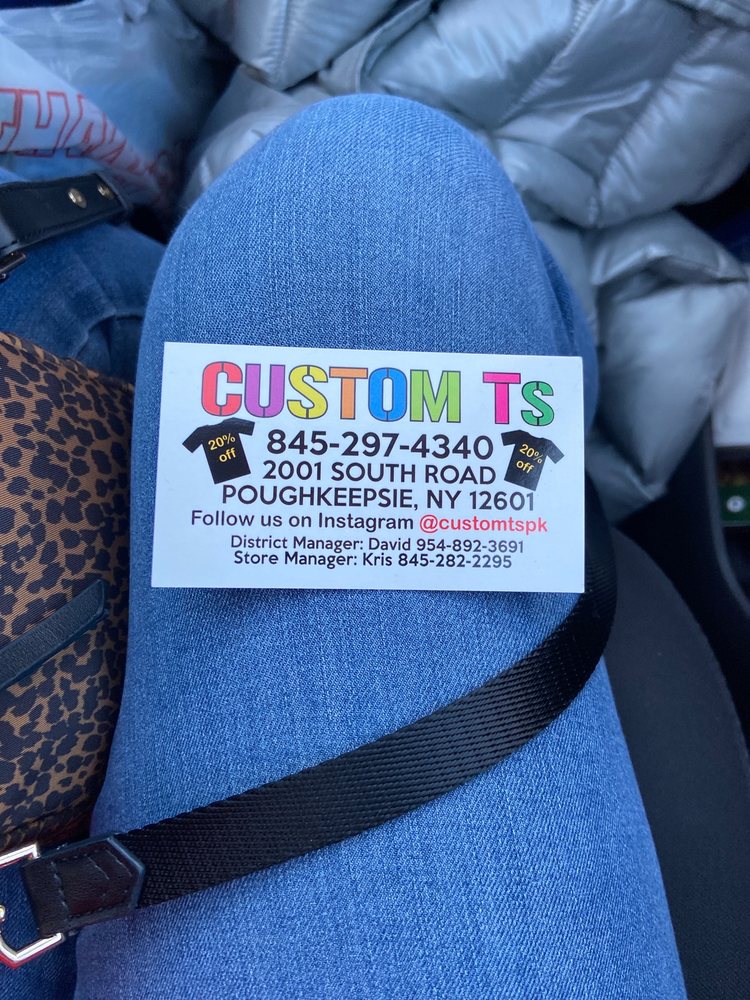 CUSTOM Ts
20% off
845-297-4340
20% off
2001 SOUTH ROAD
POUGHKEEPSIE, NY 12601
Follow us on Instagram @customtspk
District Manager: David 954-892-3691
Store Manager: Kris 845-282-2295